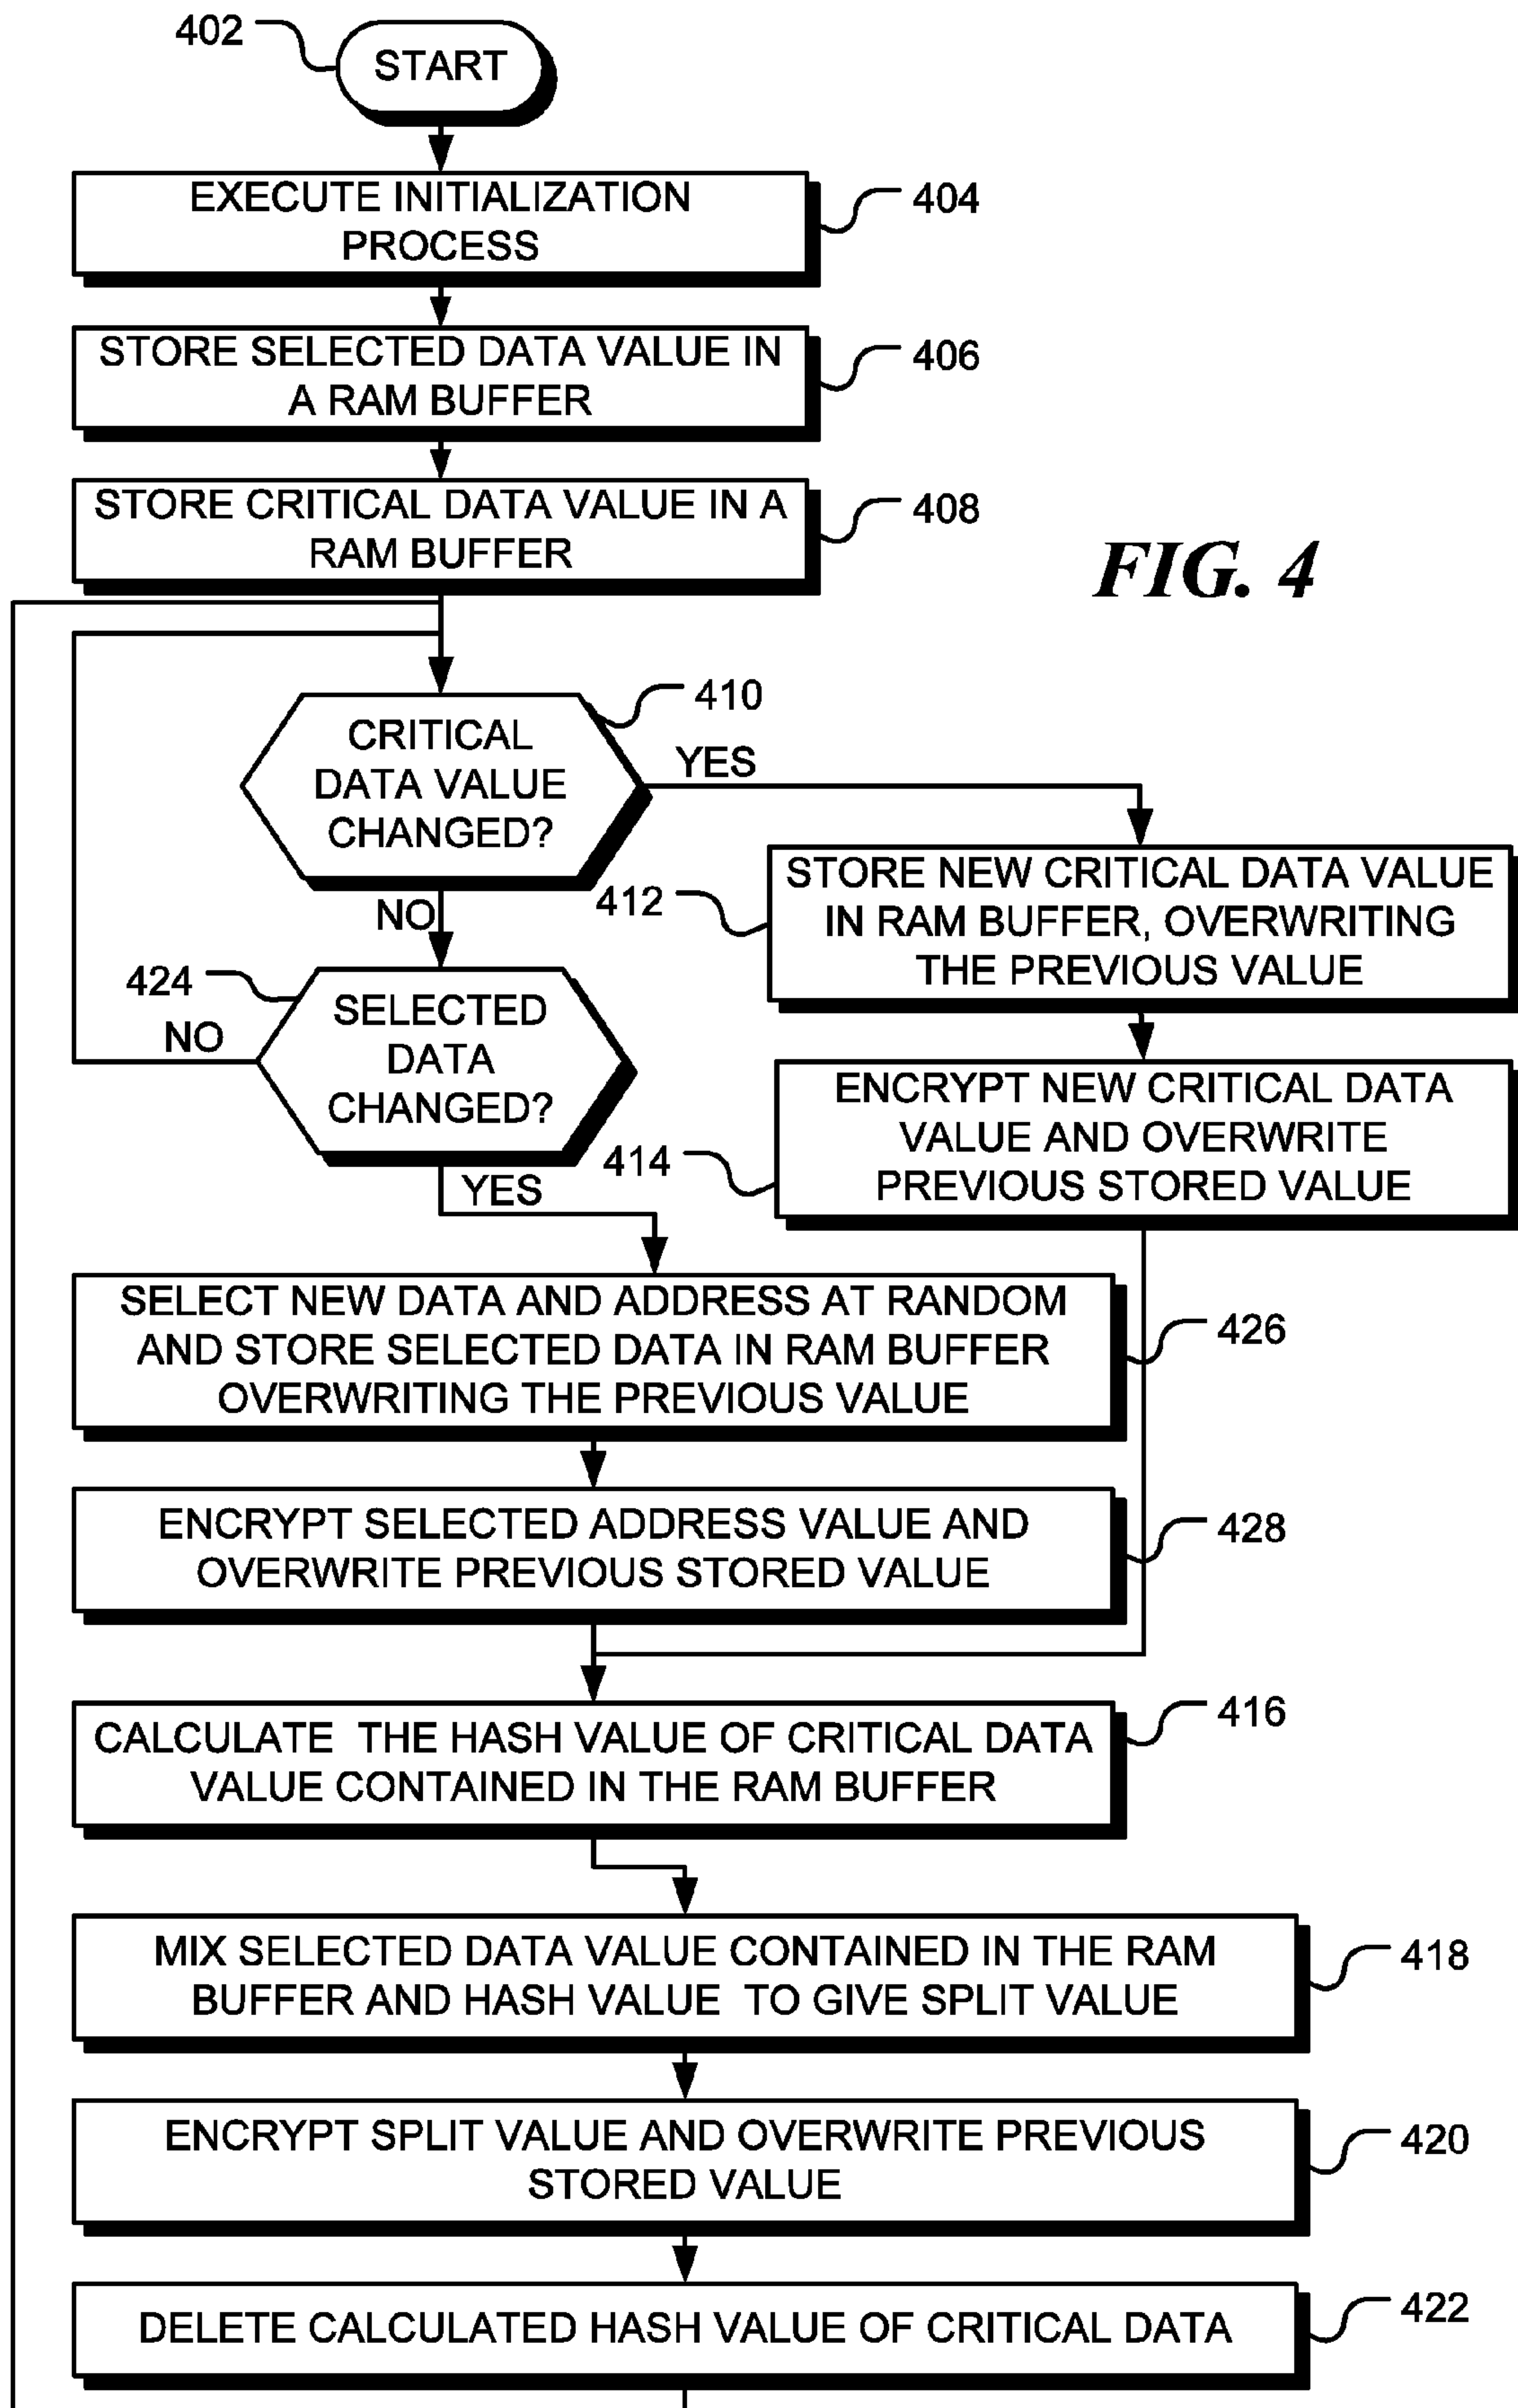 402
START
EXECUTE INITIALIZATION
PROCESS
404
STORE SELECTED DATA VALUE IN
A RAM BUFFER
406
STORE CRITICAL DATA VALUE IN A
RAM BUFFER
408
FIG. 4
CRITICAL
DATA VALUE
CHANGED?
410
YES
NO
STORE NEW CRITICAL DATA VALUE
IN RAM BUFFER, OVERWRITING
THE PREVIOUS VALUE
412
424
SELECTED
DATA
CHANGED?
NO
YES
ENCRYPT NEW CRITICAL DATA
VALUE AND OVERWRITE
PREVIOUS STORED VALUE
414
SELECT NEW DATA AND ADDRESS AT RANDOM
AND STORE SELECTED DATA IN RAM BUFFER
OVERWRITING THE PREVIOUS VALUE
426
ENCRYPT SELECTED ADDRESS VALUE AND
OVERWRITE PREVIOUS STORED VALUE
428
CALCULATE THE HASH VALUE OF CRITICAL DATA
VALUE CONTAINED IN THE RAM BUFFER
416
MIX SELECTED DATA VALUE CONTAINED IN THE RAM
BUFFER AND HASH VALUE TO GIVE SPLIT VALUE
418
ENCRYPT SPLIT VALUE AND OVERWRITE PREVIOUS
STORED VALUE
420
DELETE CALCULATED HASH VALUE OF CRITICAL DATA
422